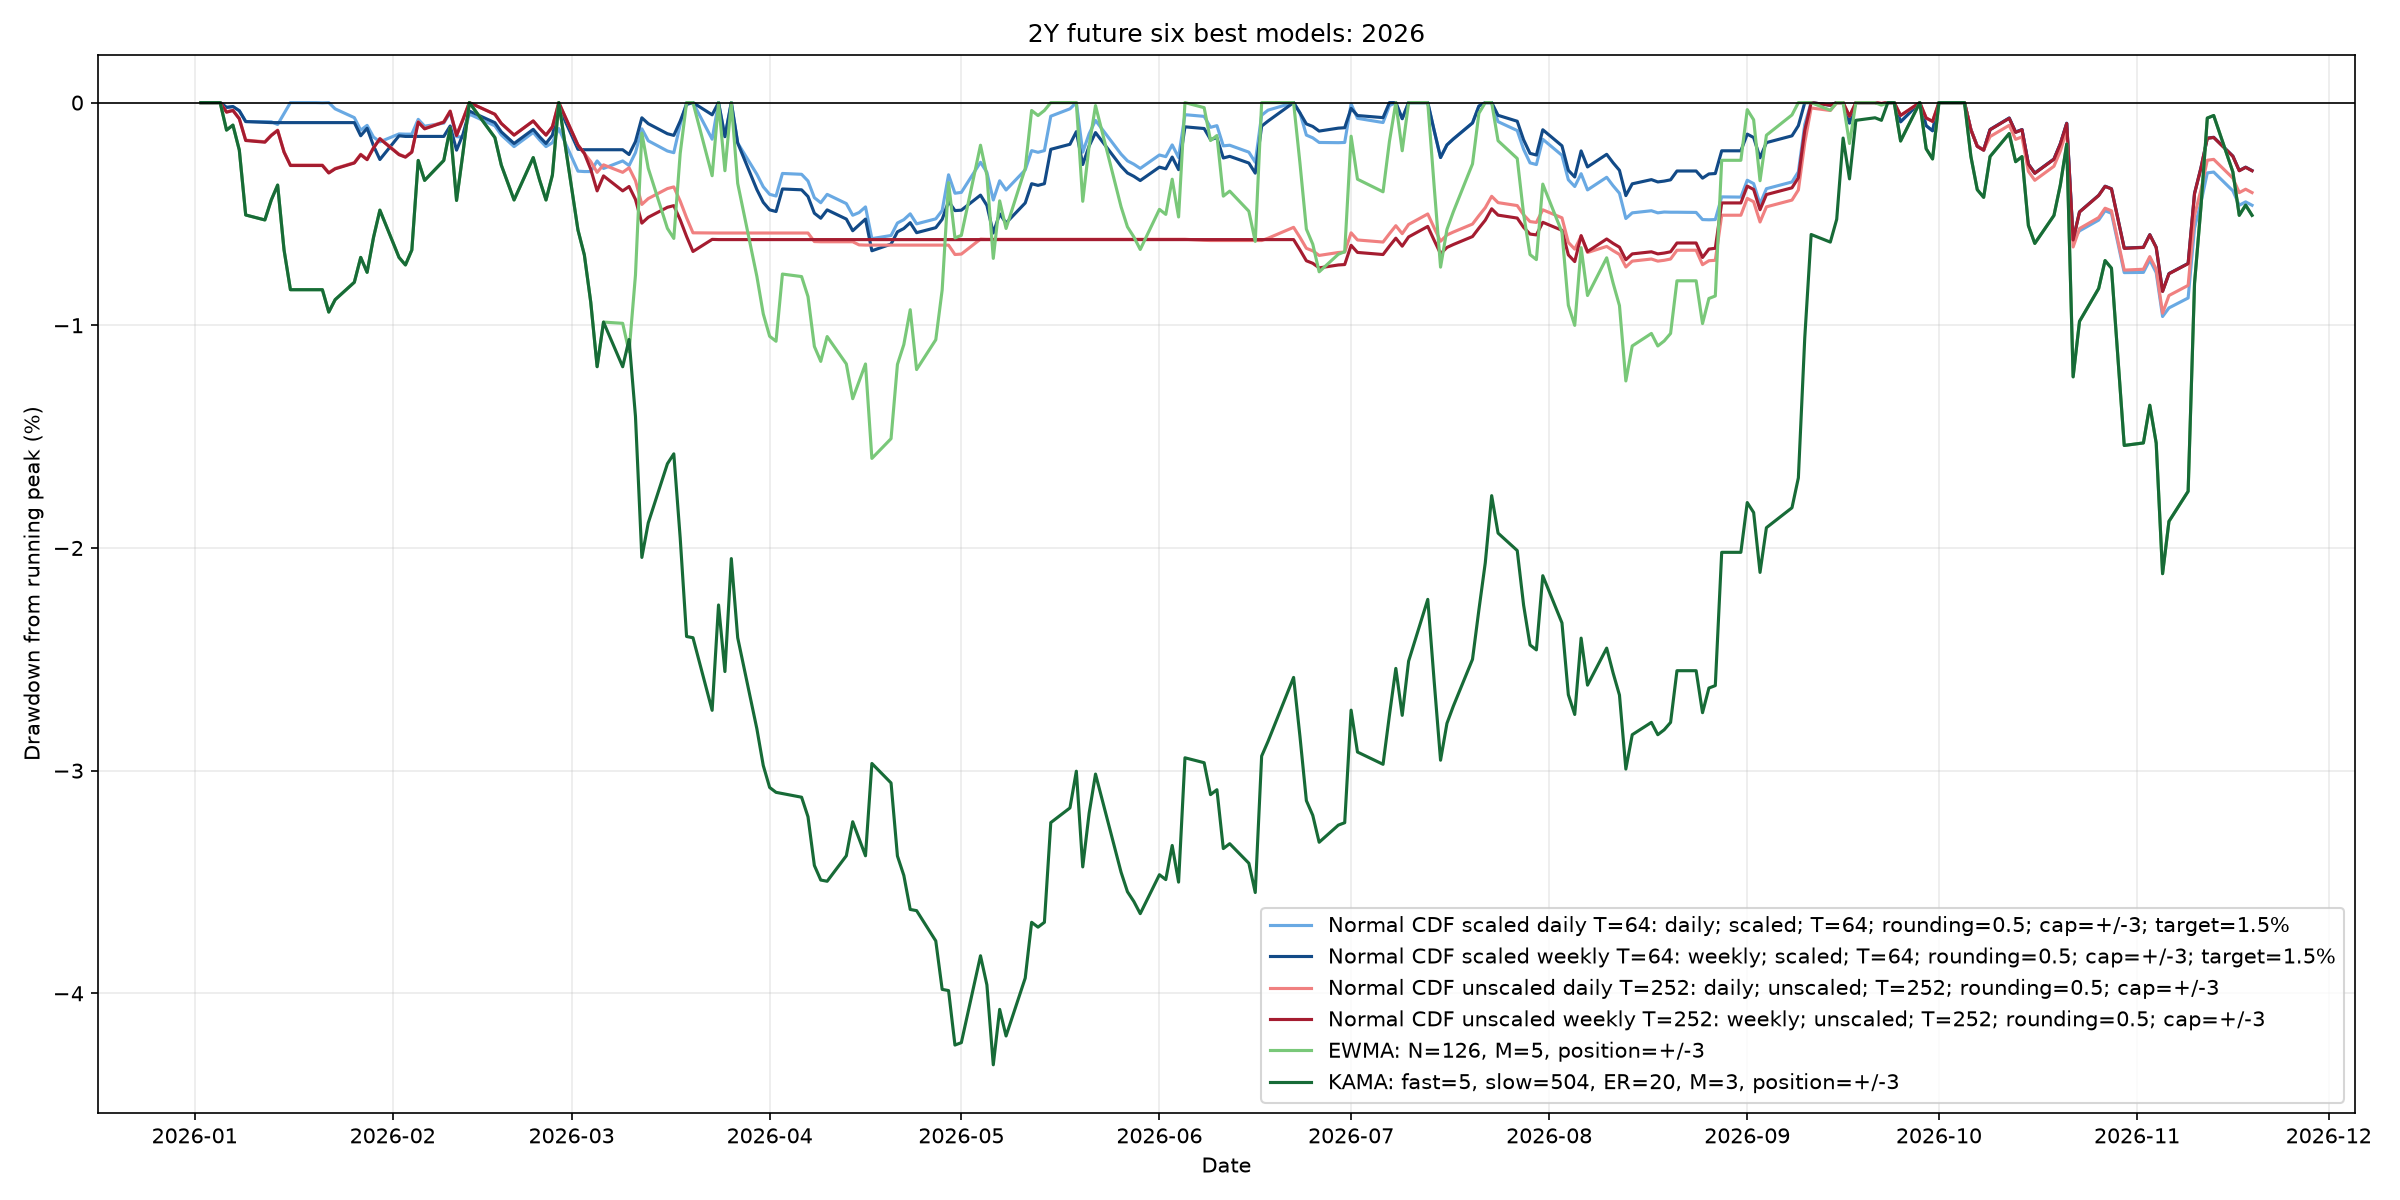 2Y future six best models: 2026
Drawdown from running peak (%)
0
−1
−2
−3
−4
Normal CDF scaled daily T=64: daily; scaled; T=64; rounding=0.5; cap=+/-3; target=1.5%
Normal CDF scaled weekly T=64: weekly; scaled; T=64; rounding=0.5; cap=+/-3; target=1.5%
Normal CDF unscaled daily T=252: daily; unscaled; T=252; rounding=0.5; cap=+/-3
Normal CDF unscaled weekly T=252: weekly; unscaled; T=252; rounding=0.5; cap=+/-3
EWMA: N=126, M=5, position=+/-3
KAMA: fast=5, slow=504, ER=20, M=3, position=+/-3
2026-01 2026-02 2026-03 2026-04 2026-05 2026-06 2026-07 2026-08 2026-09 2026-10 2026-11 2026-12
Date